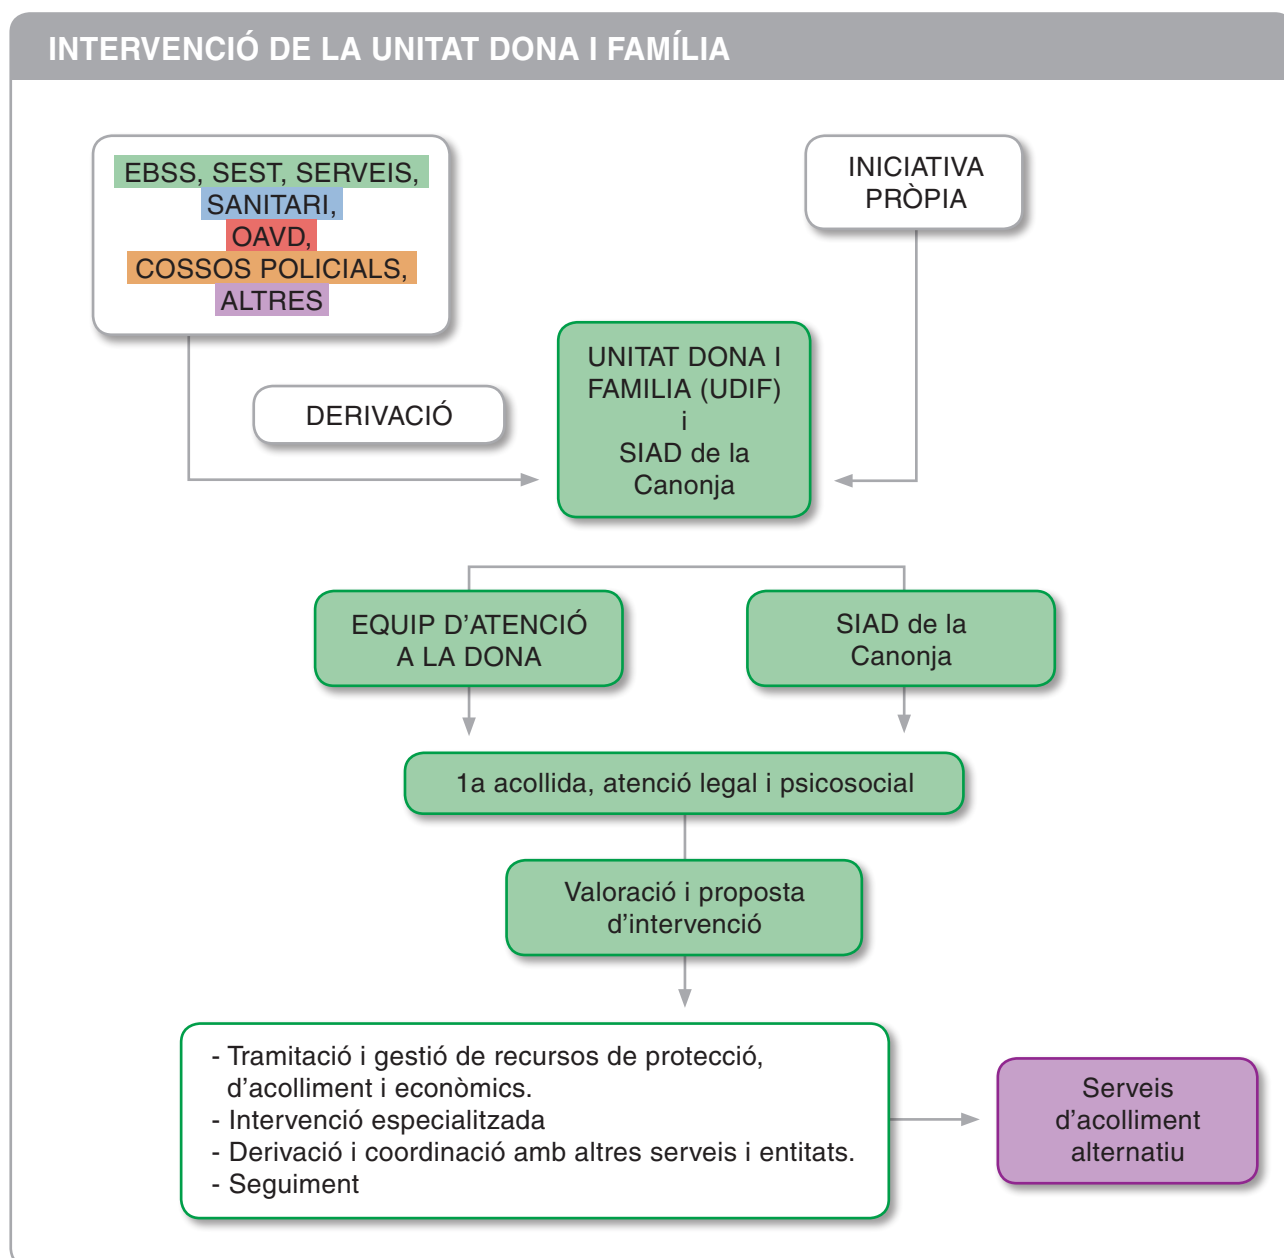 INTERVENCIÓ DE LA UNITAT DONA I FAMÍLIA
EBSS, SEST, SERVEIS,
SANITARI,
OAVD,
COSSOS POLICIALS,
ALTRES
INICIATIVA
PRÒPIA
DERIVACIÓ
UNITAT DONA I
FAMILIA (UDIF)
i
SIAD de la
Canonja
EQUIP D’ATENCIÓ
A LA DONA
SIAD de la
Canonja
1a acollida, atenció legal i psicosocial
Valoració i proposta
d’intervenció
- Tramitació i gestió de recursos de protecció,
d’acolliment i econòmics.
- Intervenció especialitzada
- Derivació i coordinació amb altres serveis i entitats.
- Seguiment
Serveis
d’acolliment
alternatiu